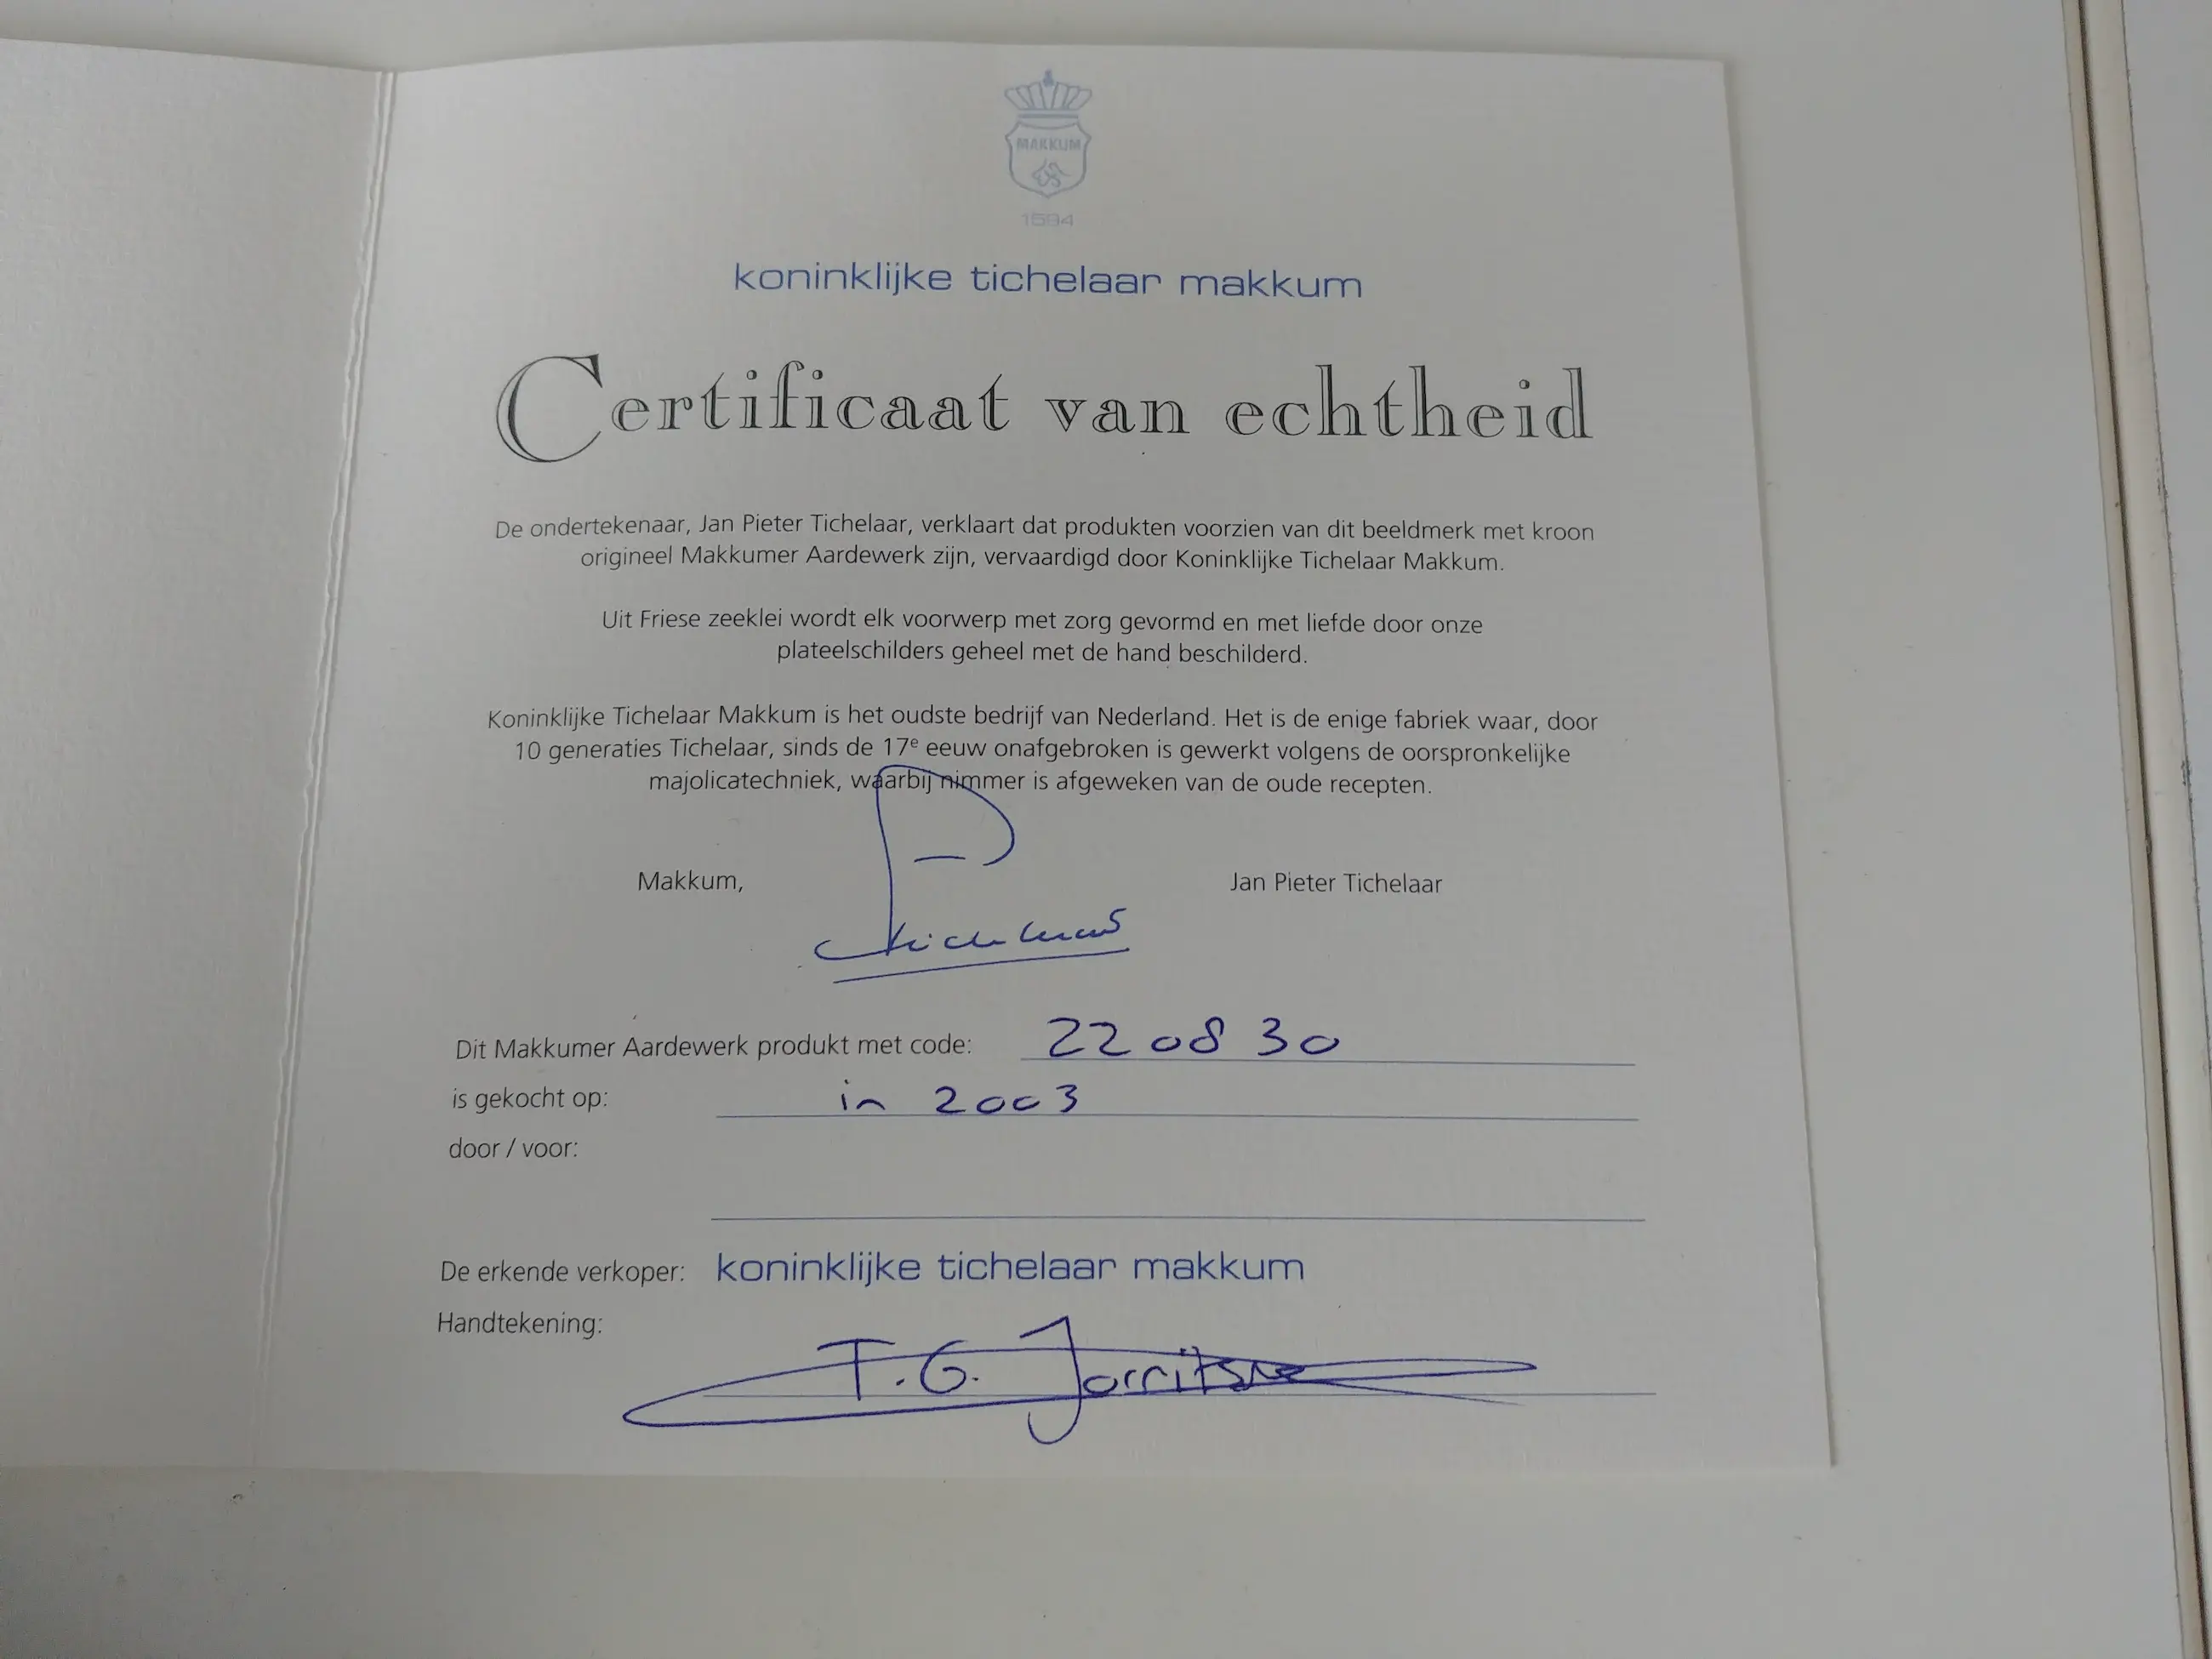 MAKKUM
1594
koninklijke tichelaar makkum
Certificaat van echtheid
De ondertekenaar, Jan Pieter Tichelaar, verklaart dat produkten voorzien van dit beeldmerk met kroon
origineel Makkumer Aardewerk zijn, vervaardigd door Koninklijke Tichelaar Makkum.
Uit Friese zeeklei wordt elk voorwerp met zorg gevormd en met liefde door onze
plateelschilders geheel met de hand beschilderd.
Koninklijke Tichelaar Makkum is het oudste bedrijf van Nederland. Het is de enige fabriek waar, door
10 generaties Tichelaar, sinds de 17e eeuw onafgebroken is gewerkt volgens de oorspronkelijke
majolicatechniek, waarbij nimmer is afgeweken van de oude recepten.
Makkum, Jan Pieter Tichelaar
Dit Makkumer Aardewerk produkt met code: 220830
is gekocht op: in 2003
door / voor:
De erkende verkoper: koninklijke tichelaar makkum
Handtekening: T.G. Jorritsma